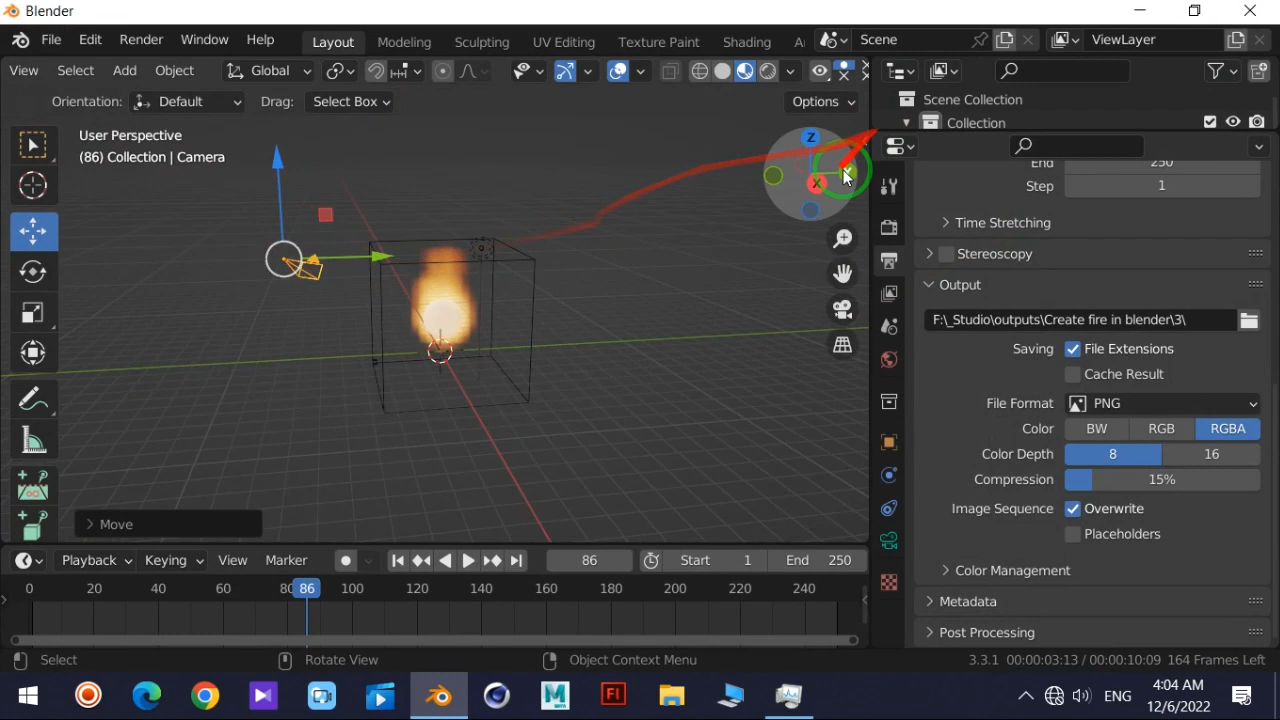 Blender
File Edit Render Window Help Layout Modeling Sculpting UV Editing Texture Paint Shading Scene ViewLayer
View Select Add Object Global
Orientation: Default Drag: Select Box Options
Scene Collection
Collection
User Perspective
(86) Collection | Camera
Z
X
End 250
Step 1
Time Stretching
Stereoscopy
Output
F:\_Studio\outputs\Create fire in blender\3\
Saving File Extensions
Cache Result
File Format PNG
Color BW RGB RGBA
Color Depth 8 16
Compression 15%
Image Sequence Overwrite
Placeholders
Color Management
Metadata
Post Processing
Move
Playback Keying View Marker 86 Start 1 End 250
0 20 40 60 80 86 100 120 140 160 180 200 220 240
Select Rotate View Object Context Menu 3.3.1 00:00:03:13 / 00:00:10:09 164 Frames Left
ENG 4:04 AM
12/6/2022